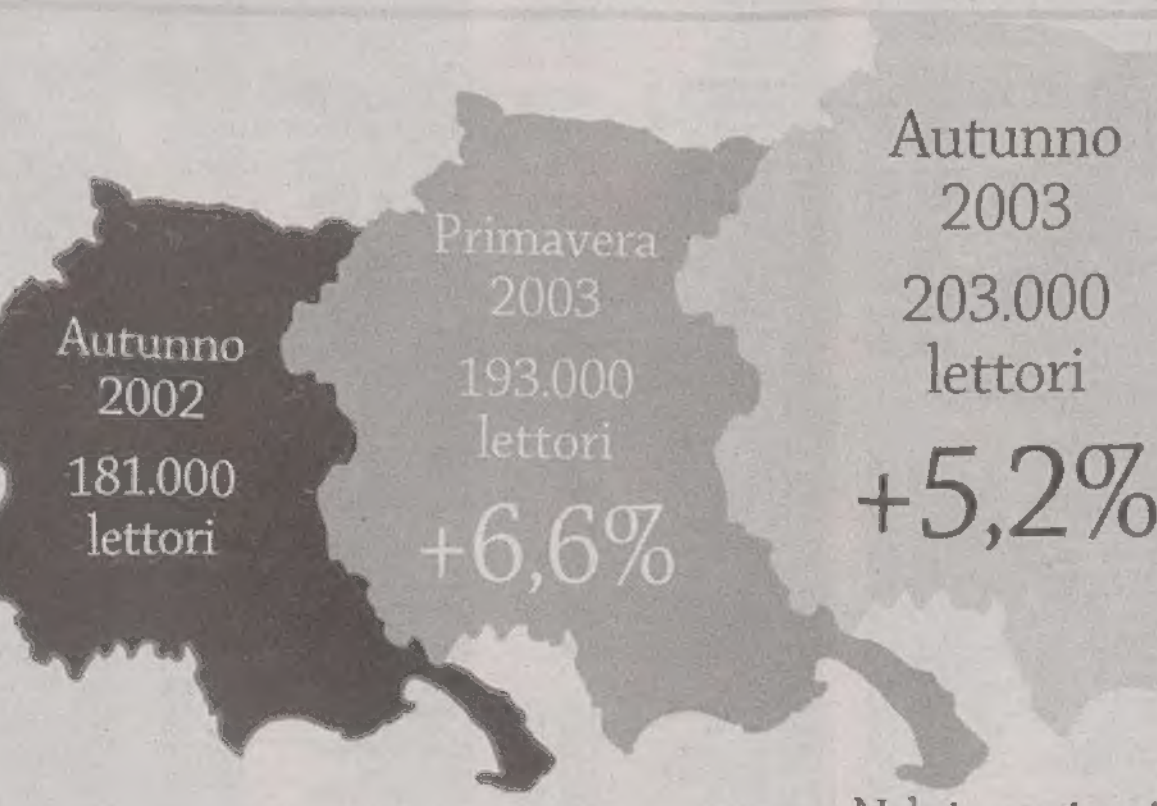 Autunno
2002
181.000
lettori
Primavera
2003
193.000
lettori
+6,6%
Autunno
2003
203.000
lettori
+5,2%